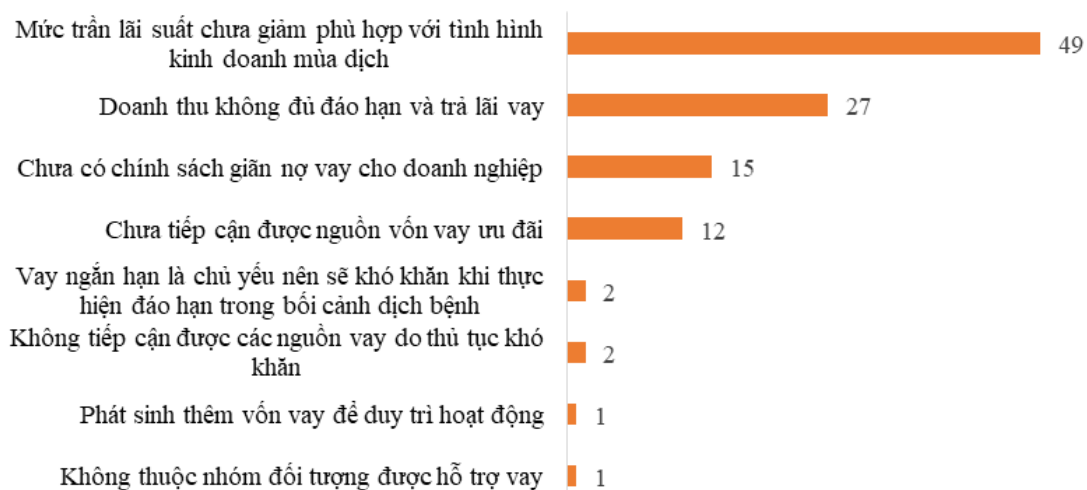 Mức trần lãi suất chưa giảm phù hợp với tình hình
kinh doanh mùa dịch
49
Doanh thu không đủ đáo hạn và trả lãi vay
27
Chưa có chính sách giãn nợ vay cho doanh nghiệp
15
Chưa tiếp cận được nguồn vốn vay ưu đãi
12
Vay ngắn hạn là chủ yếu nên sẽ khó khăn khi thực
hiện đáo hạn trong bối cảnh dịch bệnh
2
Không tiếp cận được các nguồn vay do thủ tục khó
khăn
2
Phát sinh thêm vốn vay để duy trì hoạt động
1
Không thuộc nhóm đối tượng được hỗ trợ vay
1